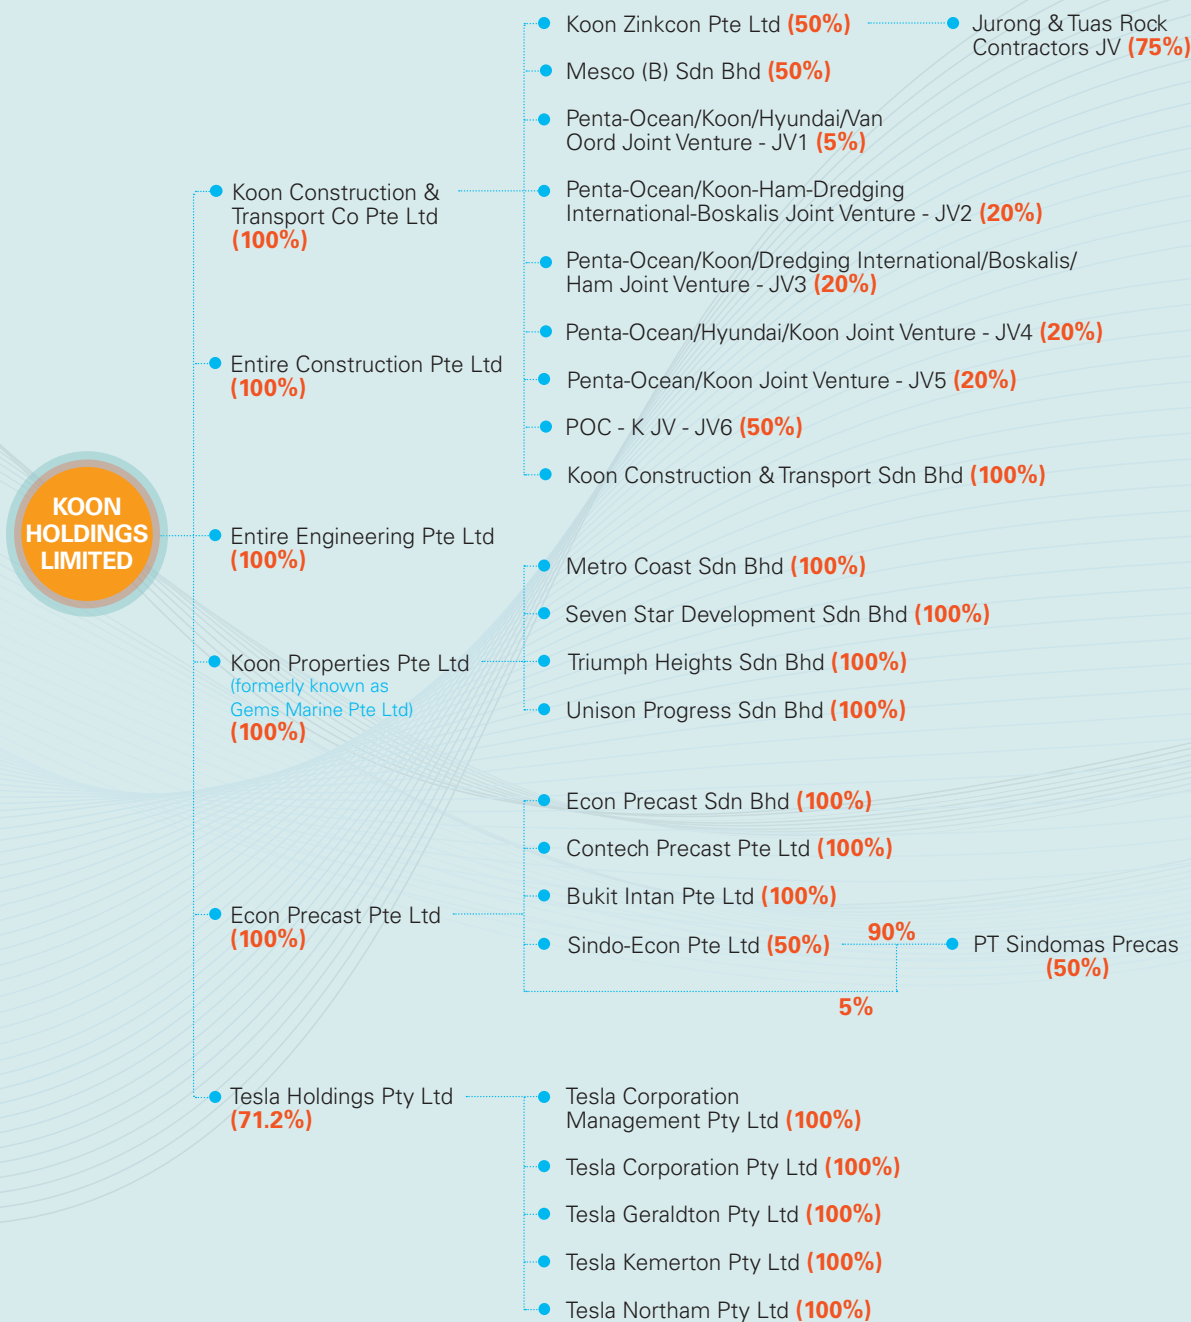 KOON
HOLDINGS
LIMITED
Koon Construction &
Transport Co Pte Ltd
(100%)
Koon Zinkcon Pte Ltd (50%)
Jurong & Tuas Rock
Contractors JV (75%)
Mesco (B) Sdn Bhd (50%)
Penta-Ocean/Koon/Hyundai/Van
Oord Joint Venture - JV1 (5%)
Penta-Ocean/Koon-Ham-Dredging
International-Boskalis Joint Venture - JV2 (20%)
Penta-Ocean/Koon/Dredging International/Boskalis/
Ham Joint Venture - JV3 (20%)
Penta-Ocean/Hyundai/Koon Joint Venture - JV4 (20%)
Penta-Ocean/Koon Joint Venture - JV5 (20%)
POC - K JV - JV6 (50%)
Koon Construction & Transport Sdn Bhd (100%)
Entire Construction Pte Ltd
(100%)
Entire Engineering Pte Ltd
(100%)
Koon Properties Pte Ltd
(formerly known as
Gems Marine Pte Ltd)
(100%)
Metro Coast Sdn Bhd (100%)
Seven Star Development Sdn Bhd (100%)
Triumph Heights Sdn Bhd (100%)
Unison Progress Sdn Bhd (100%)
Econ Precast Pte Ltd
(100%)
Econ Precast Sdn Bhd (100%)
Contech Precast Pte Ltd (100%)
Bukit Intan Pte Ltd (100%)
Sindo-Econ Pte Ltd (50%)
90%
PT Sindomas Precas
(50%)
5%
Tesla Holdings Pty Ltd
(71.2%)
Tesla Corporation
Management Pty Ltd (100%)
Tesla Corporation Pty Ltd (100%)
Tesla Geraldton Pty Ltd (100%)
Tesla Kemerton Pty Ltd (100%)
Tesla Northam Pty Ltd (100%)